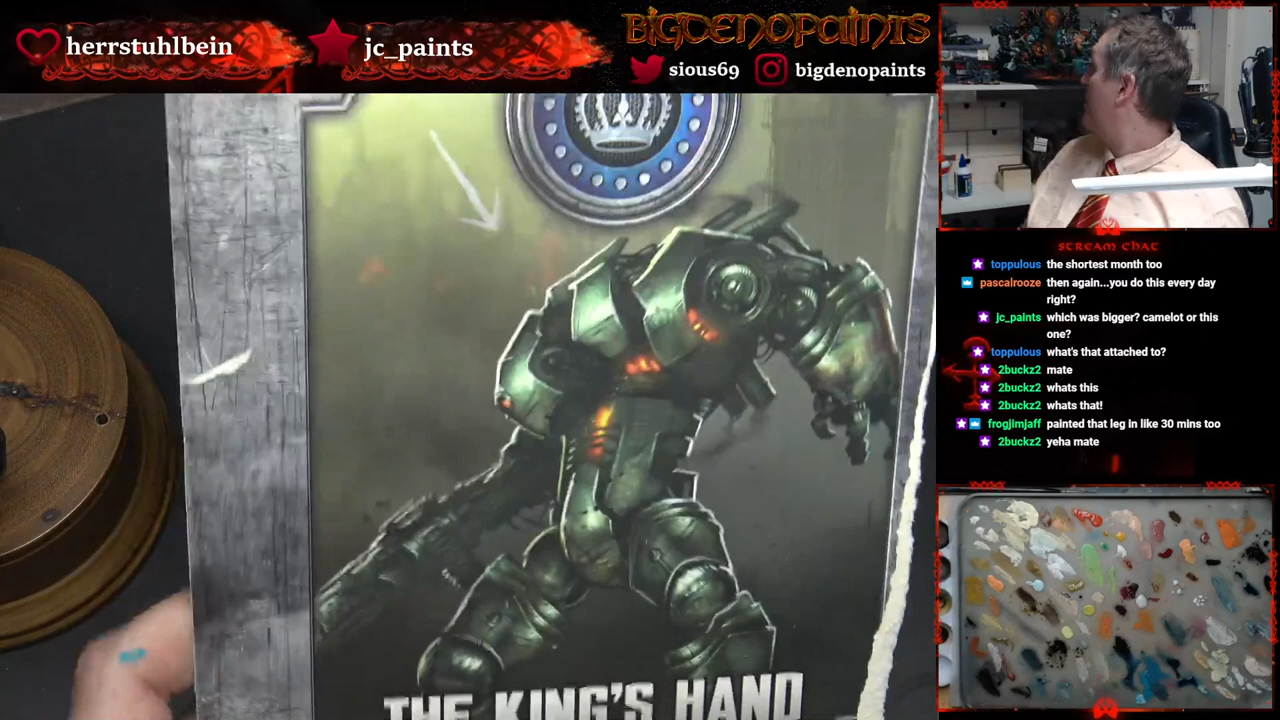 herrstuhlbein
jc_paints
BIGDENOPAINTS
sious69
bigdenopaints
STREAM CHAT
toppulous the shortest month too
pascalrooze then again...you do this every day
right?
jc_paints which was bigger? camelot or this
one?
toppulous what's that attached to?
2buckz2 mate
2buckz2 whats this
2buckz2 whats that!
frogjimjaff painted that leg in like 30 mins too
2buckz2 yeha mate
THE KING'S HAND